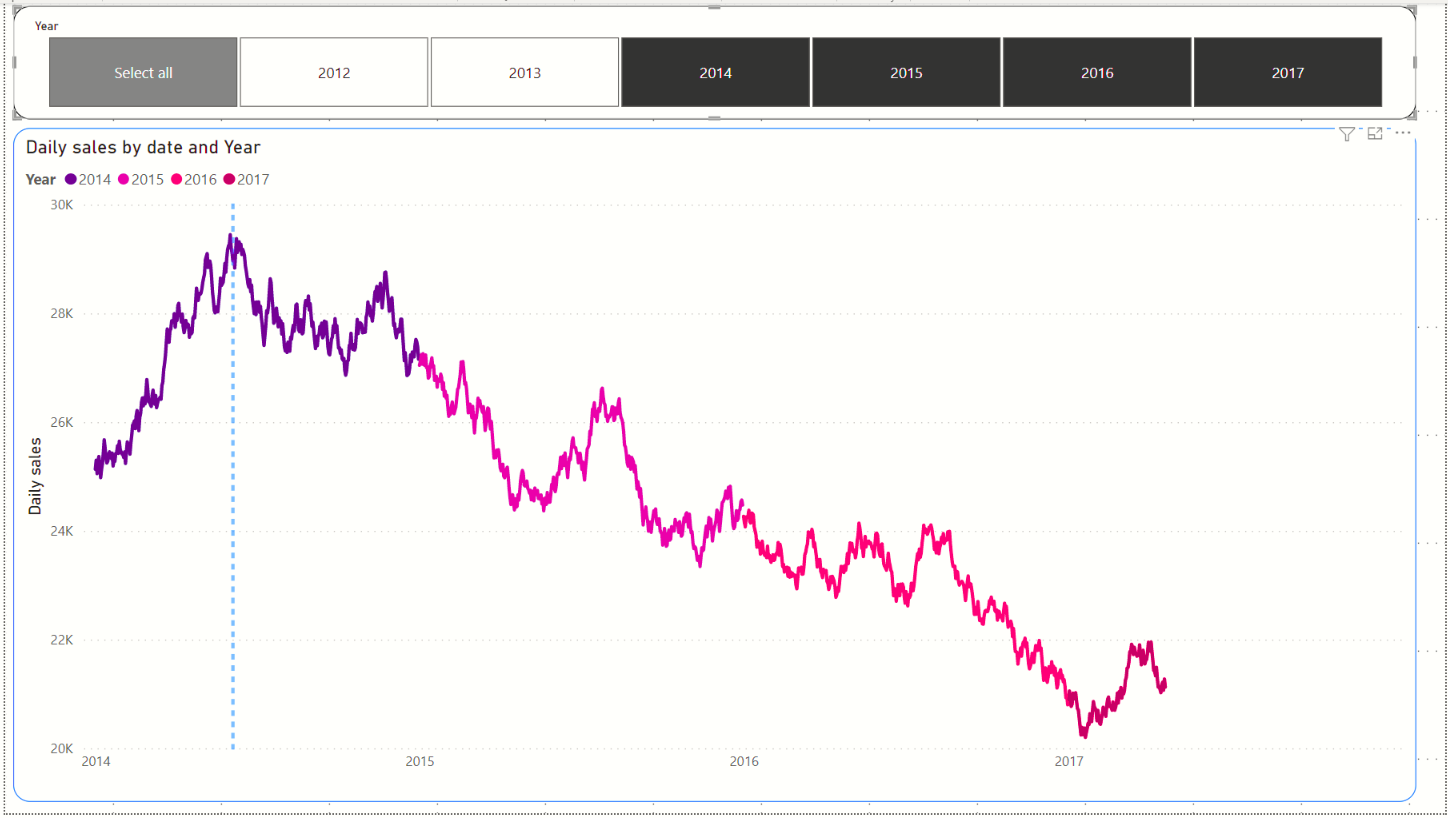 Year
Select all 2012 2013 2014 2015 2016 2017
Daily sales by date and Year
Year 2014 2015 2016 2017
30K
28K
26K
24K
22K
20K
Daily sales
2014 2015 2016 2017